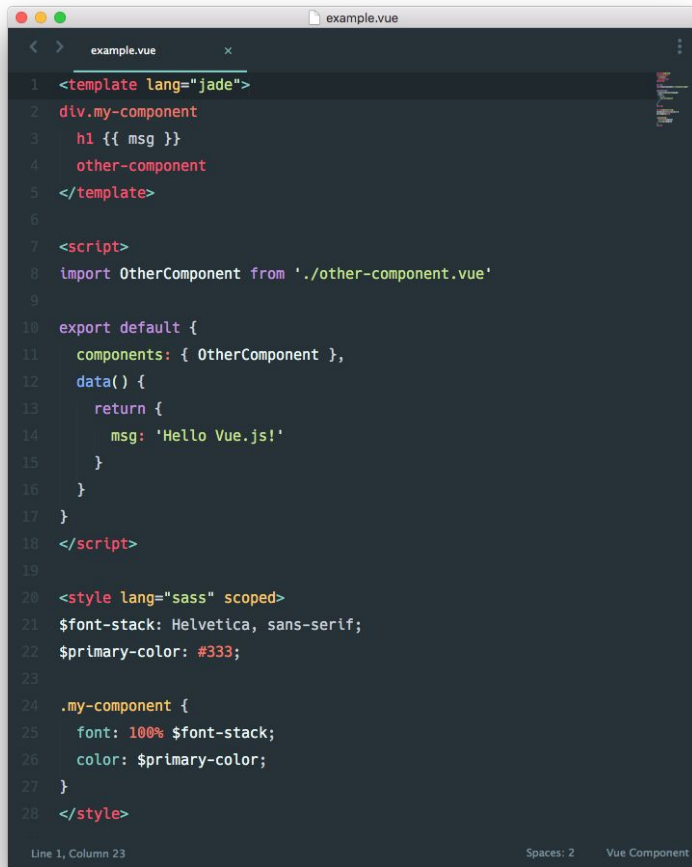 example.vue
example.vue ×
1 <template lang="jade">
2 div.my-component
3   h1 {{ msg }}
4   other-component
5 </template>
6
7 <script>
8 import OtherComponent from './other-component.vue'
9
10 export default {
11   components: { OtherComponent },
12   data() {
13     return {
14       msg: 'Hello Vue.js!'
15     }
16   }
17 }
18 </script>
19
20 <style lang="sass" scoped>
21 $font-stack: Helvetica, sans-serif;
22 $primary-color: #333;
23
24 .my-component {
25   font: 100% $font-stack;
26   color: $primary-color;
27 }
28 </style>
Line 1, Column 23 Spaces: 2 Vue Component